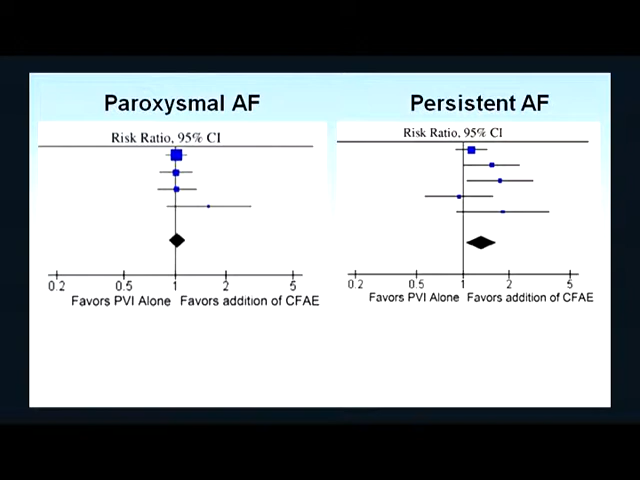 Paroxysmal AF
Risk Ratio, 95% CI
0.2 0.5 1 2 5
Favors PVI Alone Favors addition of CFAE
Persistent AF
Risk Ratio, 95% CI
0.2 0.5 1 2 5
Favors PVI Alone Favors addition of CFAE